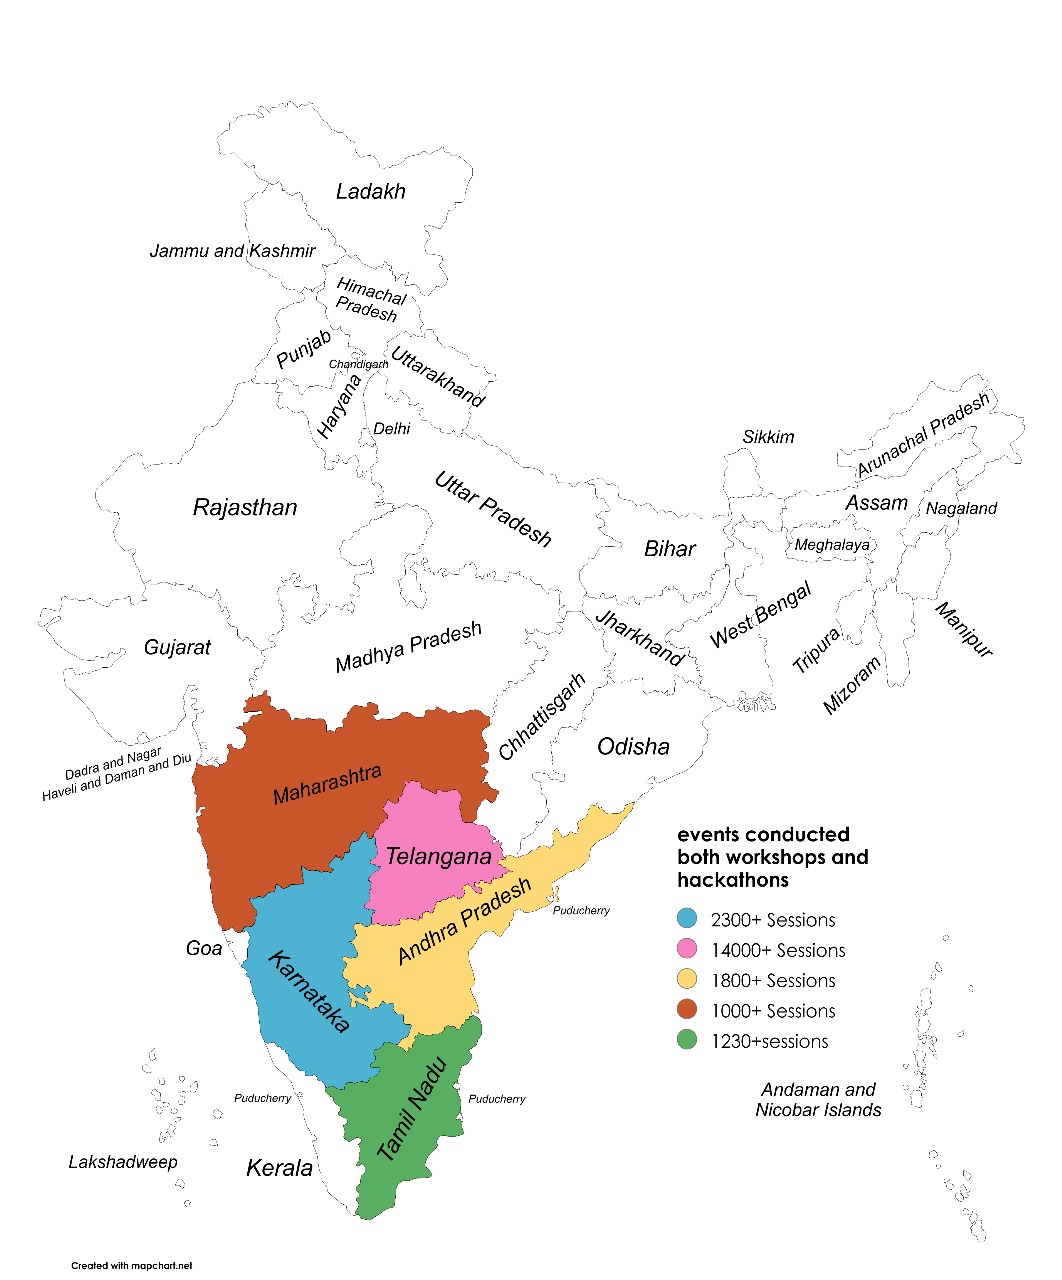 Ladakh
Jammu and Kashmir
Himachal
Pradesh
Punjab
Chandigarh
Uttarakhand
Haryana
Delhi
Sikkim
Arunachal Pradesh
Rajasthan
Uttar Pradesh
Assam
Nagaland
Bihar
Meghalaya
Gujarat
Madhya Pradesh
Jharkhand
West Bengal
Tripura
Mizoram
Manipur
Chhattisgarh
Odisha
Dadra and Nagar
Haveli and Daman and Diu
Maharashtra
Telangana
Andhra Pradesh
Puducherry
Goa
Karnataka
events conducted
both workshops and
hackathons
2300+ Sessions
14000+ Sessions
1800+ Sessions
1000+ Sessions
1230+sessions
Tamil Nadu
Puducherry
Puducherry
Andaman and
Nicobar Islands
Lakshadweep
Kerala
Created with mapchart.net